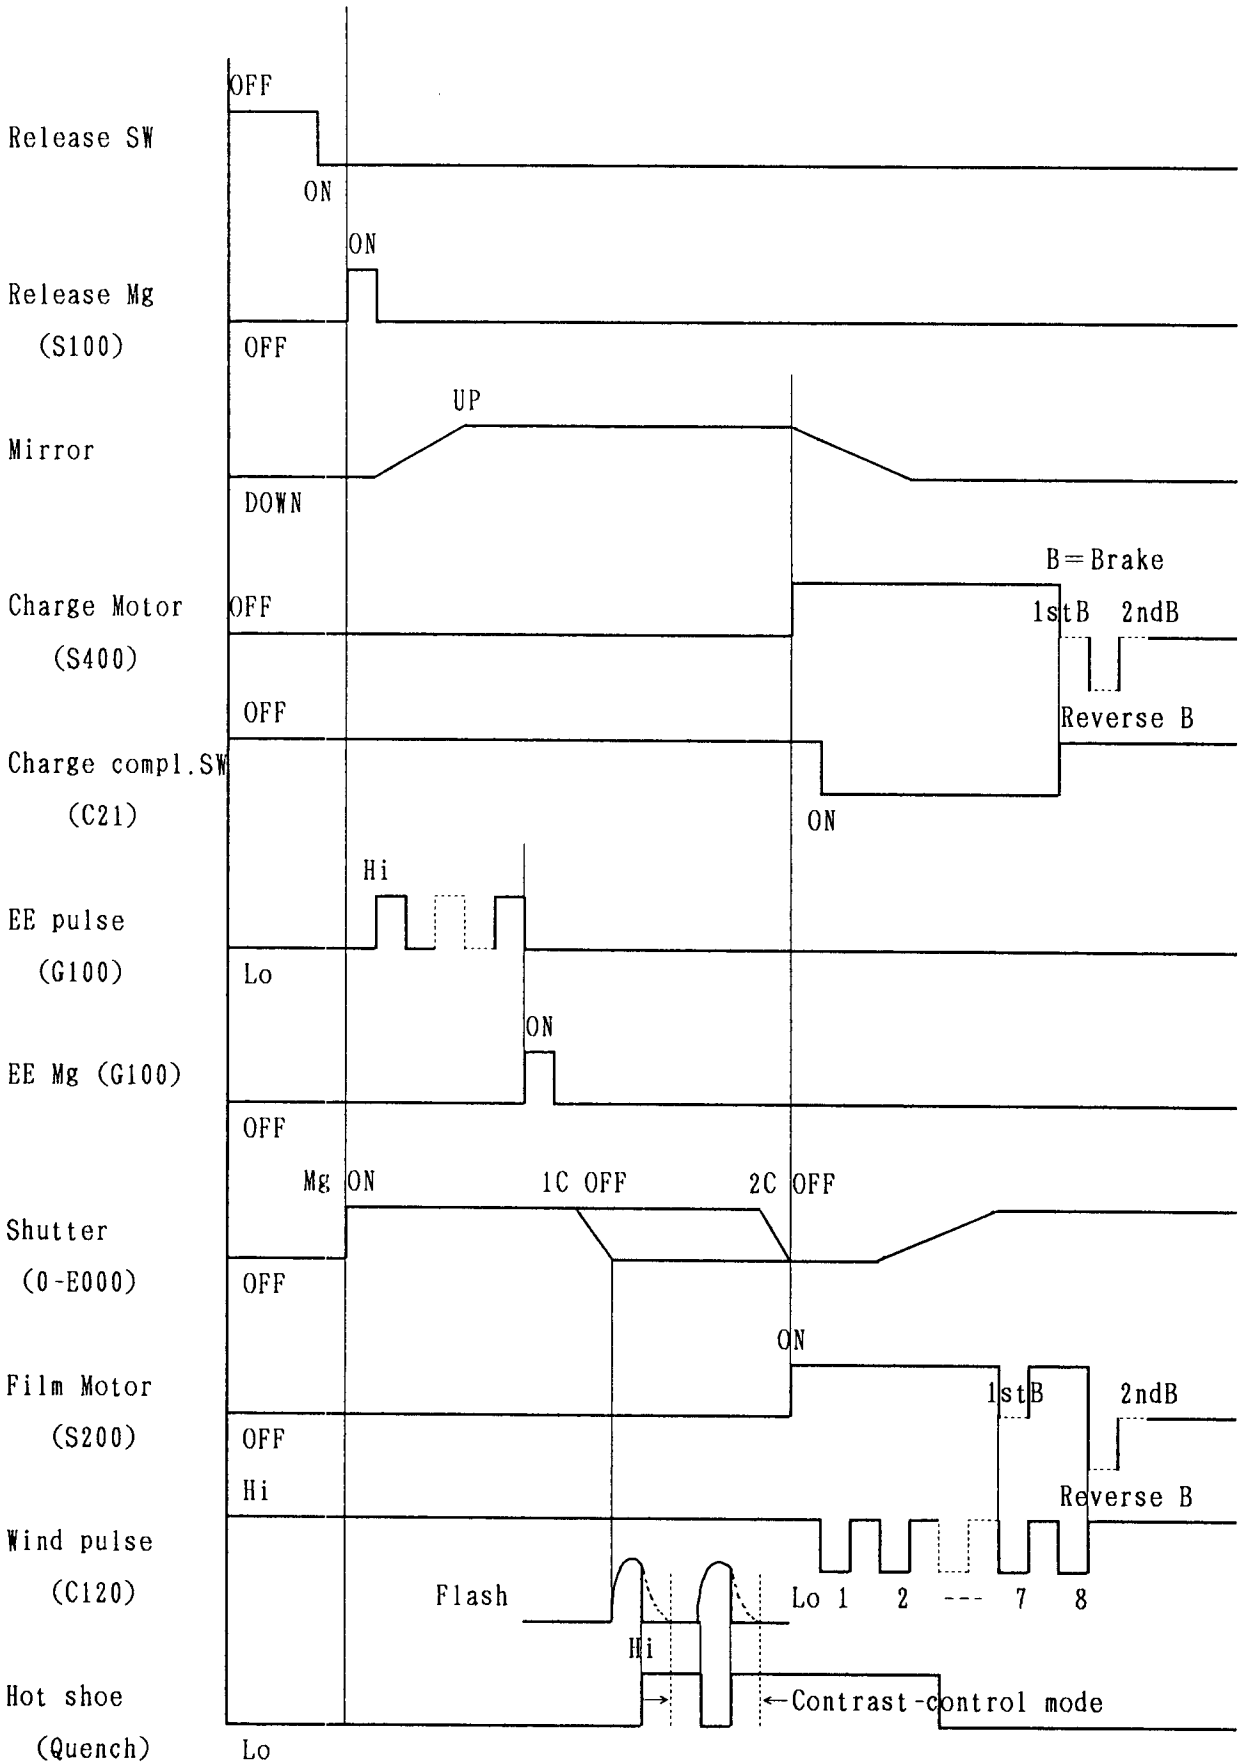 OFF
Release SW
ON
ON
Release Mg
(S100)
OFF
UP
Mirror
DOWN
B=Brake
Charge Motor
OFF
1stB 2ndB
(S400)
OFF
Reverse B
Charge compl.SW
(C21)
ON
Hi
EE pulse
(G100)
Lo
ON
EE Mg (G100)
OFF
Mg ON 1C OFF 2C OFF
Shutter
(0-E000)
OFF
ON
Film Motor
1stB 2ndB
(S200)
OFF
Hi
Reverse B
Wind pulse
(C120)
Flash
Lo 1 2 --- 7 8
Hi
Hot shoe
Contrast-control mode
(Quench)
Lo